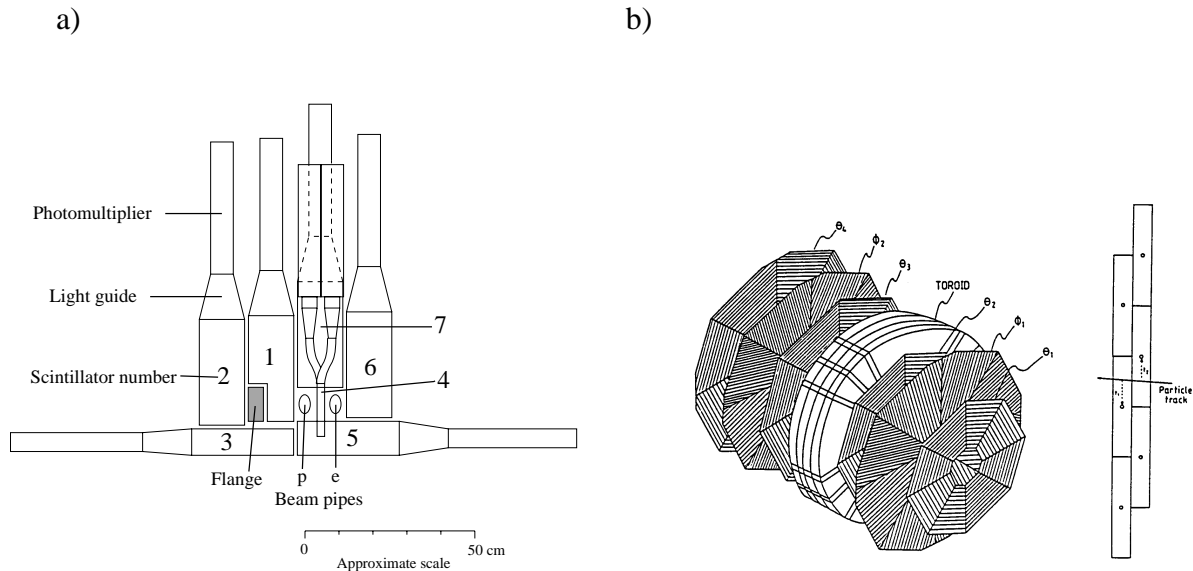 a)
b)
Photomultiplier
Light guide
Scintillator number
1
2
3
4
5
6
7
Flange
p
e
Beam pipes
0
50 cm
Approximate scale
θ4
ϕ2
θ3
TOROID
θ2
ϕ1
θ1
Particle
track